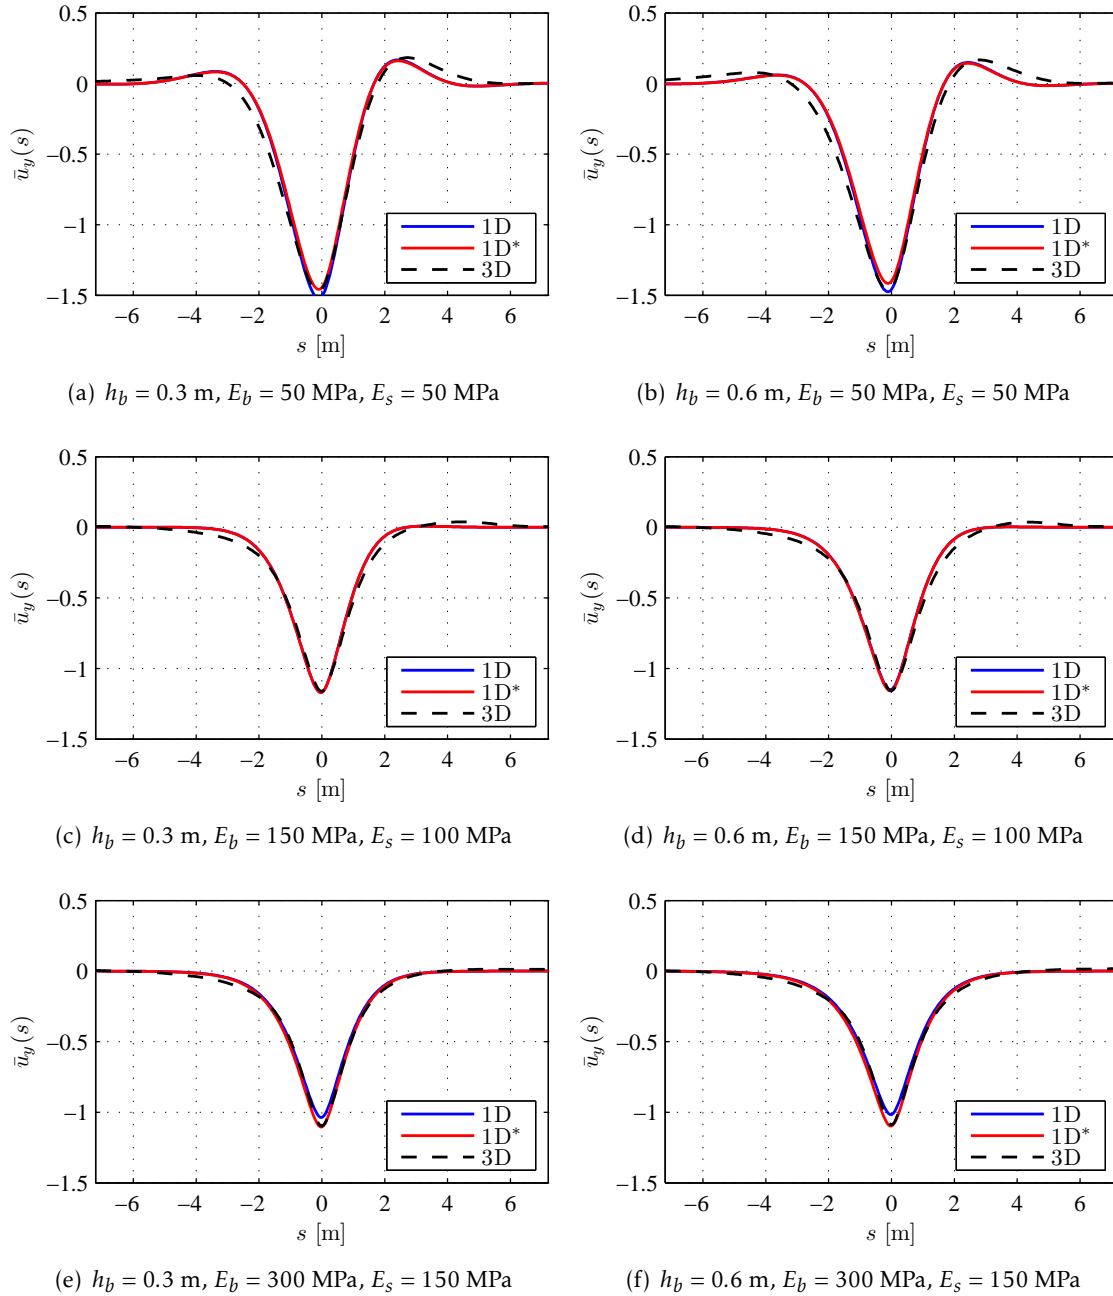 0.5
0
−0.5
−1
−1.5
ū_y(s)
−6 −4 −2 0 2 4 6
s [m]
1D
1D*
3D
(a) h_b = 0.3 m, E_b = 50 MPa, E_s = 50 MPa
0.5
0
−0.5
−1
−1.5
ū_y(s)
−6 −4 −2 0 2 4 6
s [m]
1D
1D*
3D
(b) h_b = 0.6 m, E_b = 50 MPa, E_s = 50 MPa
0.5
0
−0.5
−1
−1.5
ū_y(s)
−6 −4 −2 0 2 4 6
s [m]
1D
1D*
3D
(c) h_b = 0.3 m, E_b = 150 MPa, E_s = 100 MPa
0.5
0
−0.5
−1
−1.5
ū_y(s)
−6 −4 −2 0 2 4 6
s [m]
1D
1D*
3D
(d) h_b = 0.6 m, E_b = 150 MPa, E_s = 100 MPa
0.5
0
−0.5
−1
−1.5
ū_y(s)
−6 −4 −2 0 2 4 6
s [m]
1D
1D*
3D
(e) h_b = 0.3 m, E_b = 300 MPa, E_s = 150 MPa
0.5
0
−0.5
−1
−1.5
ū_y(s)
−6 −4 −2 0 2 4 6
s [m]
1D
1D*
3D
(f) h_b = 0.6 m, E_b = 300 MPa, E_s = 150 MPa